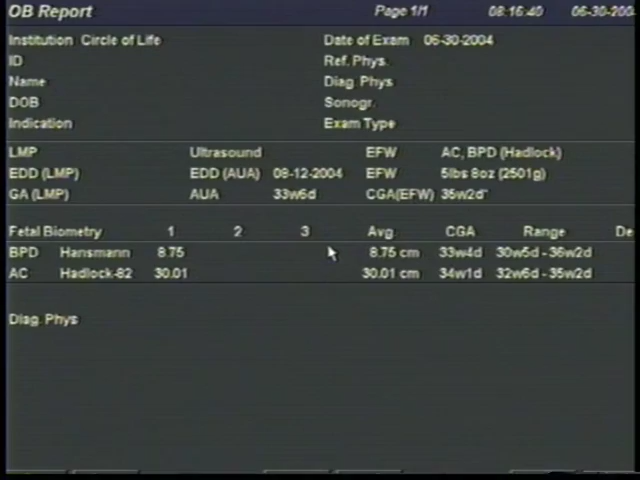 OB Report Page 1/1 08:16:40 06-30-200
Institution Circle of Life Date of Exam 06-30-2004
ID Ref. Phys.
Name Diag. Phys
DOB Sonogr.
Indication Exam Type
LMP Ultrasound EFW AC, BPD (Hadlock)
EDD (LMP) EDD (AUA) 08-12-2004 EFW 5lbs 8oz (2501g)
GA (LMP) AUA 33w6d CGA(EFW) 35w2d
Fetal Biometry 1 2 3 Avg CGA Range De
BPD Hansmann 8.75 8.75 cm 33w4d 30w5d - 36w2d
AC Hadlock-82 30.01 30.01 cm 34w1d 32w6d - 35w2d
Diag. Phys